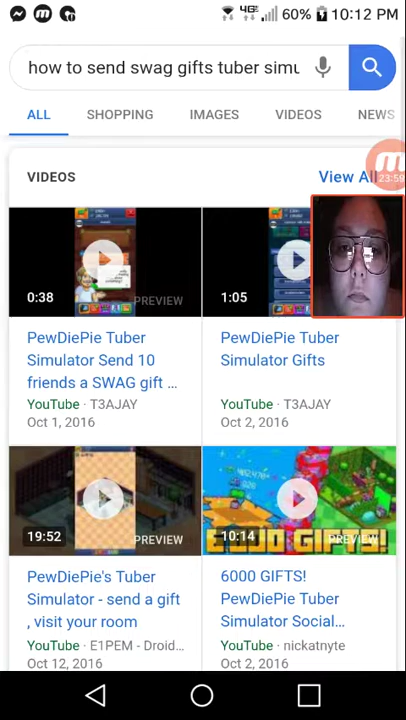 4G 60% 10:12 PM
how to send swag gifts tuber simu
ALL SHOPPING IMAGES VIDEOS NEWS
VIDEOS View All
23:59
0:38 PREVIEW 1:05
PewDiePie Tuber
Simulator Send 10
friends a SWAG gift ...
YouTube · T3AJAY
Oct 1, 2016
PewDiePie Tuber
Simulator Gifts
YouTube · T3AJAY
Oct 2, 2016
19:52 PREVIEW 10:14 PREVIEW
GIFTS!
PewDiePie's Tuber
Simulator - send a gift
, visit your room
YouTube · E1PEM - Droid...
Oct 12, 2016
6000 GIFTS!
PewDiePie Tuber
Simulator Social...
YouTube · nickatnyte
Oct 2, 2016